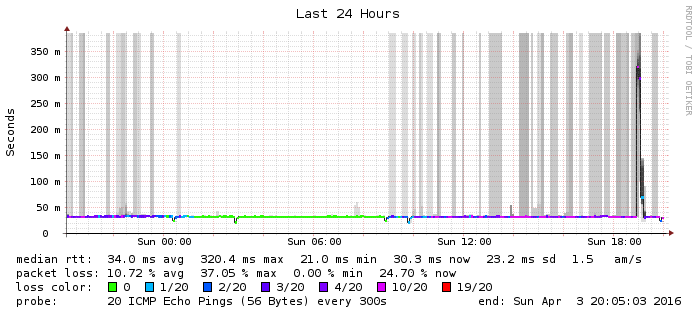 Last 24 Hours
RRDTOOL / TOBI OETIKER
Seconds
350 m
300 m
250 m
200 m
150 m
100 m
50 m
0
Sun 00:00 Sun 06:00 Sun 12:00 Sun 18:00
median rtt: 34.0 ms avg 320.4 ms max 21.0 ms min 30.3 ms now 23.2 ms sd 1.5 am/s
packet loss: 10.72 % avg 37.05 % max 0.00 % min 24.70 % now
loss color: 0 1/20 2/20 3/20 4/20 10/20 19/20
probe: 20 ICMP Echo Pings (56 Bytes) every 300s end: Sun Apr 3 20:05:03 2016